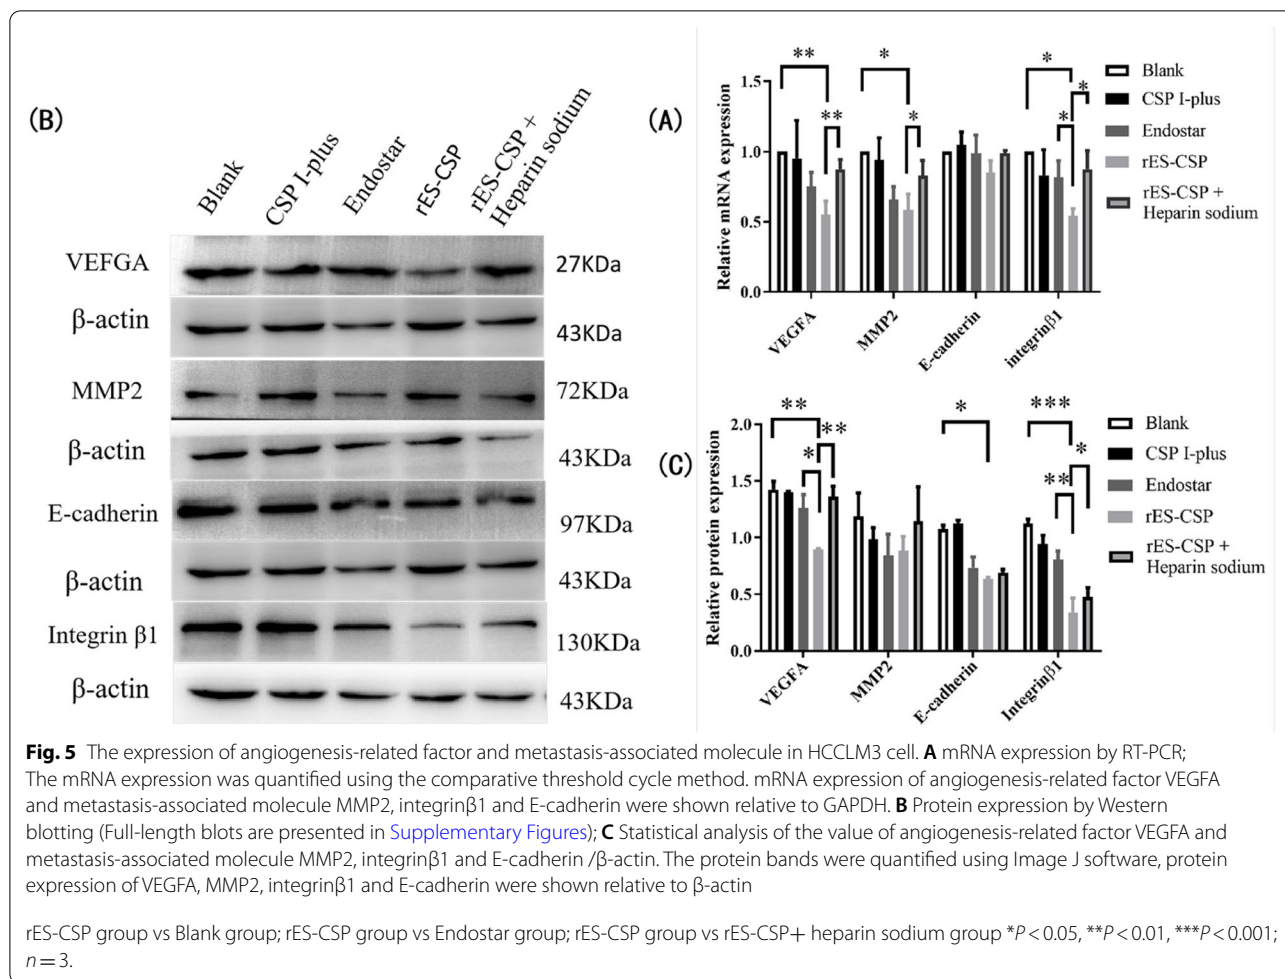 (B)
Blank
CSP I-plus
Endostar
rES-CSP
rES-CSP +
Heparin sodium
VEFGA
27KDa
β-actin
43KDa
MMP2
72KDa
β-actin
43KDa
E-cadherin
97KDa
β-actin
43KDa
Integrin β1
130KDa
β-actin
43KDa
(A)
Relative mRNA expression
1.5
1.0
0.5
0.0
**
**
*
*
*
*
*
VEGFA
MMP2
E-cadherin
integrinβ1
Blank
CSP I-plus
Endostar
rES-CSP
rES-CSP +
Heparin sodium
(C)
Relative protein expression
2.0
1.5
1.0
0.5
0.0
**
*
**
*
***
**
*
VEGFA
MMP2
E-cadherin
Integrinβ1
Blank
CSP I-plus
Endostar
rES-CSP
rES-CSP +
Heparin sodium
Fig. 5 The expression of angiogenesis-related factor and metastasis-associated molecule in HCCLM3 cell. A mRNA expression by RT-PCR;
The mRNA expression was quantified using the comparative threshold cycle method. mRNA expression of angiogenesis-related factor VEGFA
and metastasis-associated molecule MMP2, integrinβ1 and E-cadherin were shown relative to GAPDH. B Protein expression by Western
blotting (Full-length blots are presented in Supplementary Figures); C Statistical analysis of the value of angiogenesis-related factor VEGFA and
metastasis-associated molecule MMP2, integrinβ1 and E-cadherin /β-actin. The protein bands were quantified using Image J software, protein
expression of VEGFA, MMP2, integrinβ1 and E-cadherin were shown relative to β-actin
rES-CSP group vs Blank group; rES-CSP group vs Endostar group; rES-CSP group vs rES-CSP+ heparin sodium group *P < 0.05, **P < 0.01, ***P < 0.001;
n = 3.